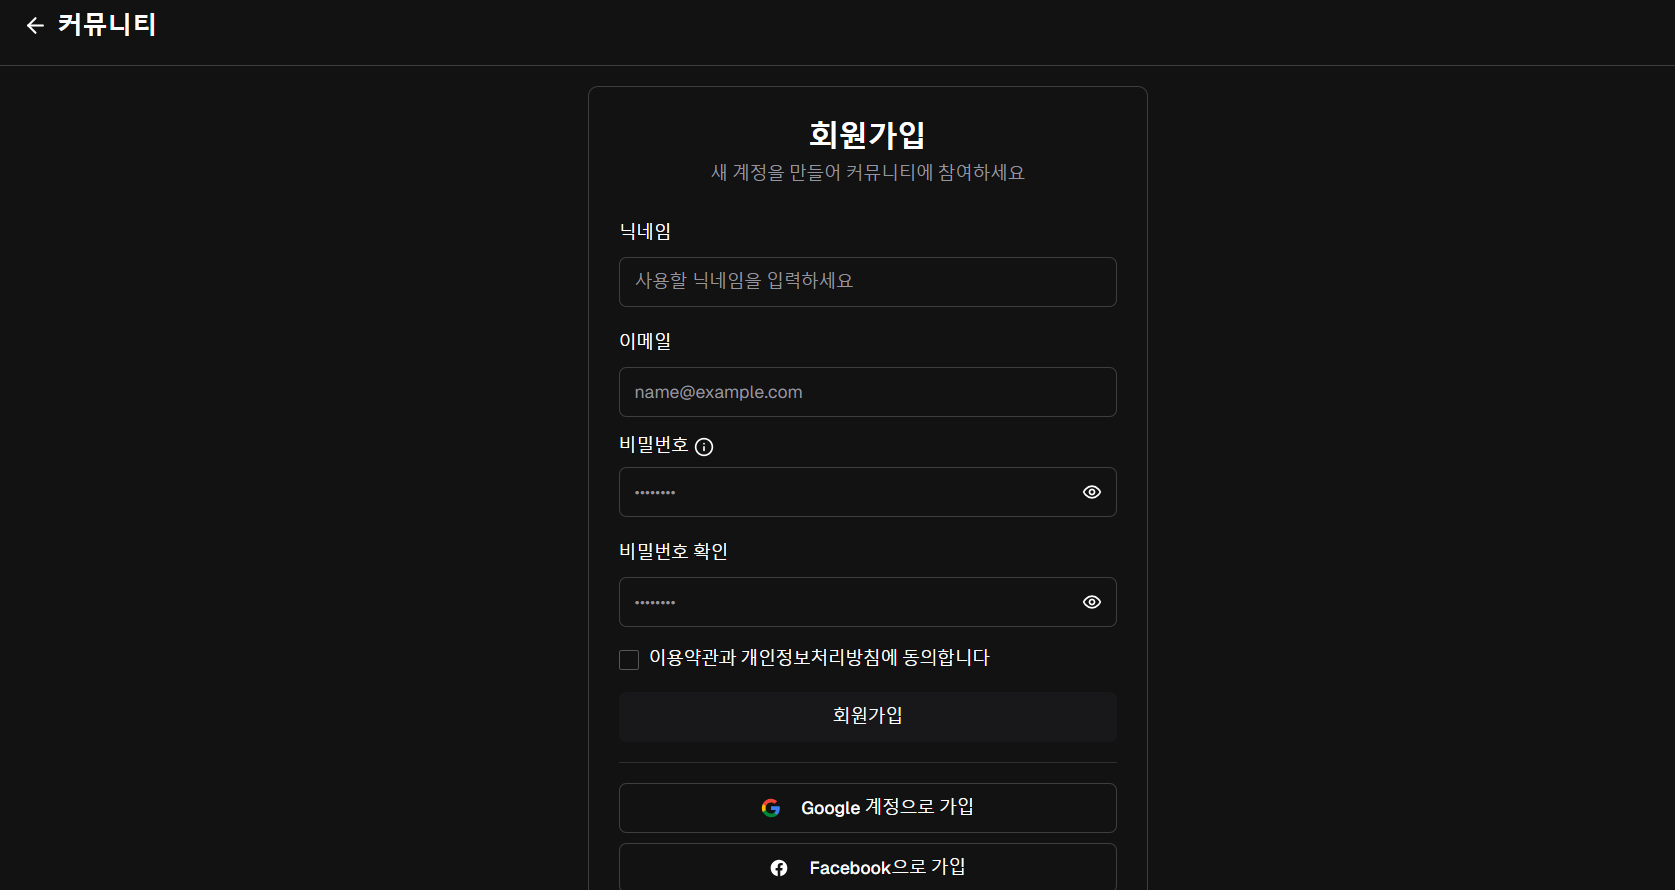 커뮤니티
회원가입
새 계정을 만들어 커뮤니티에 참여하세요
닉네임
사용할 닉네임을 입력하세요
이메일
name@example.com
비밀번호
••••••••
비밀번호 확인
••••••••
이용약관과 개인정보처리방침에 동의합니다
회원가입
Google 계정으로 가입
Facebook으로 가입